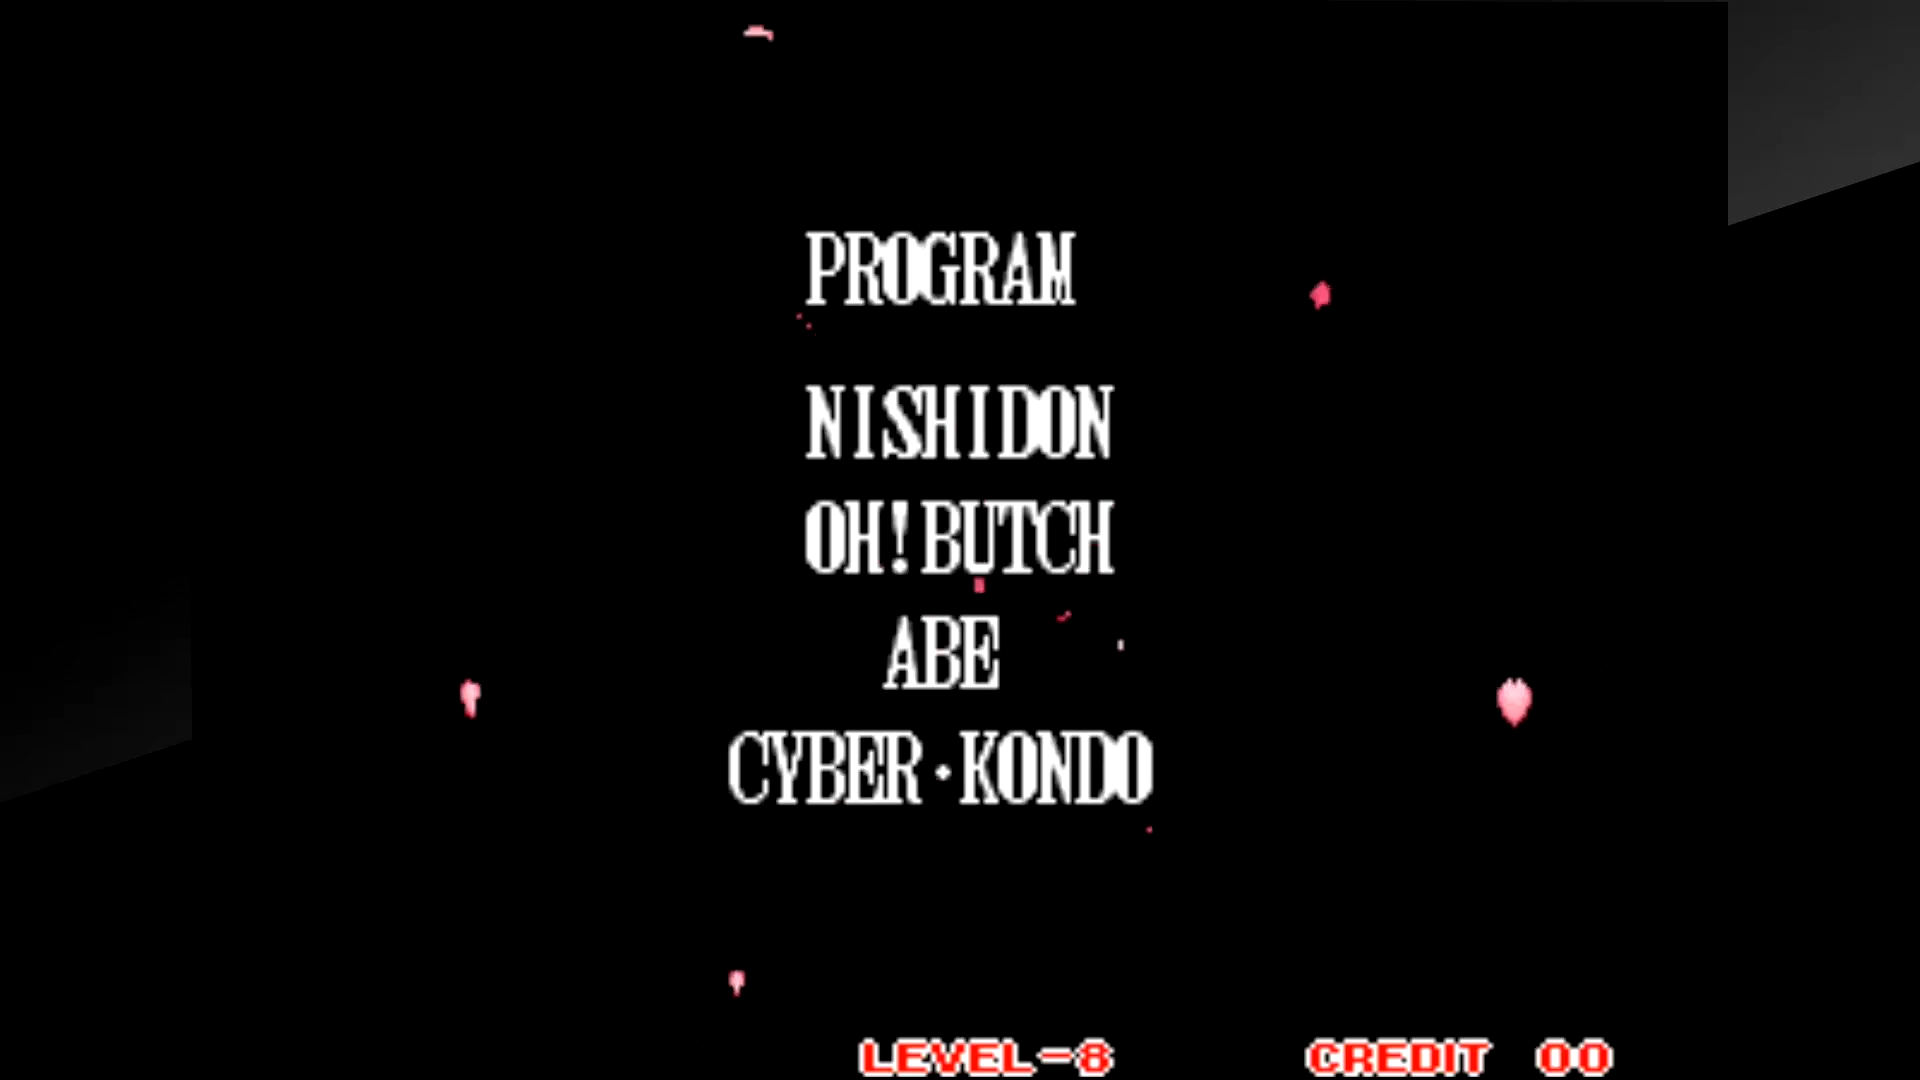 PROGRAM
NISHIDON
OH!BUTCH
ABE
CYBER·KONDO
LEVEL-8 CREDIT 00